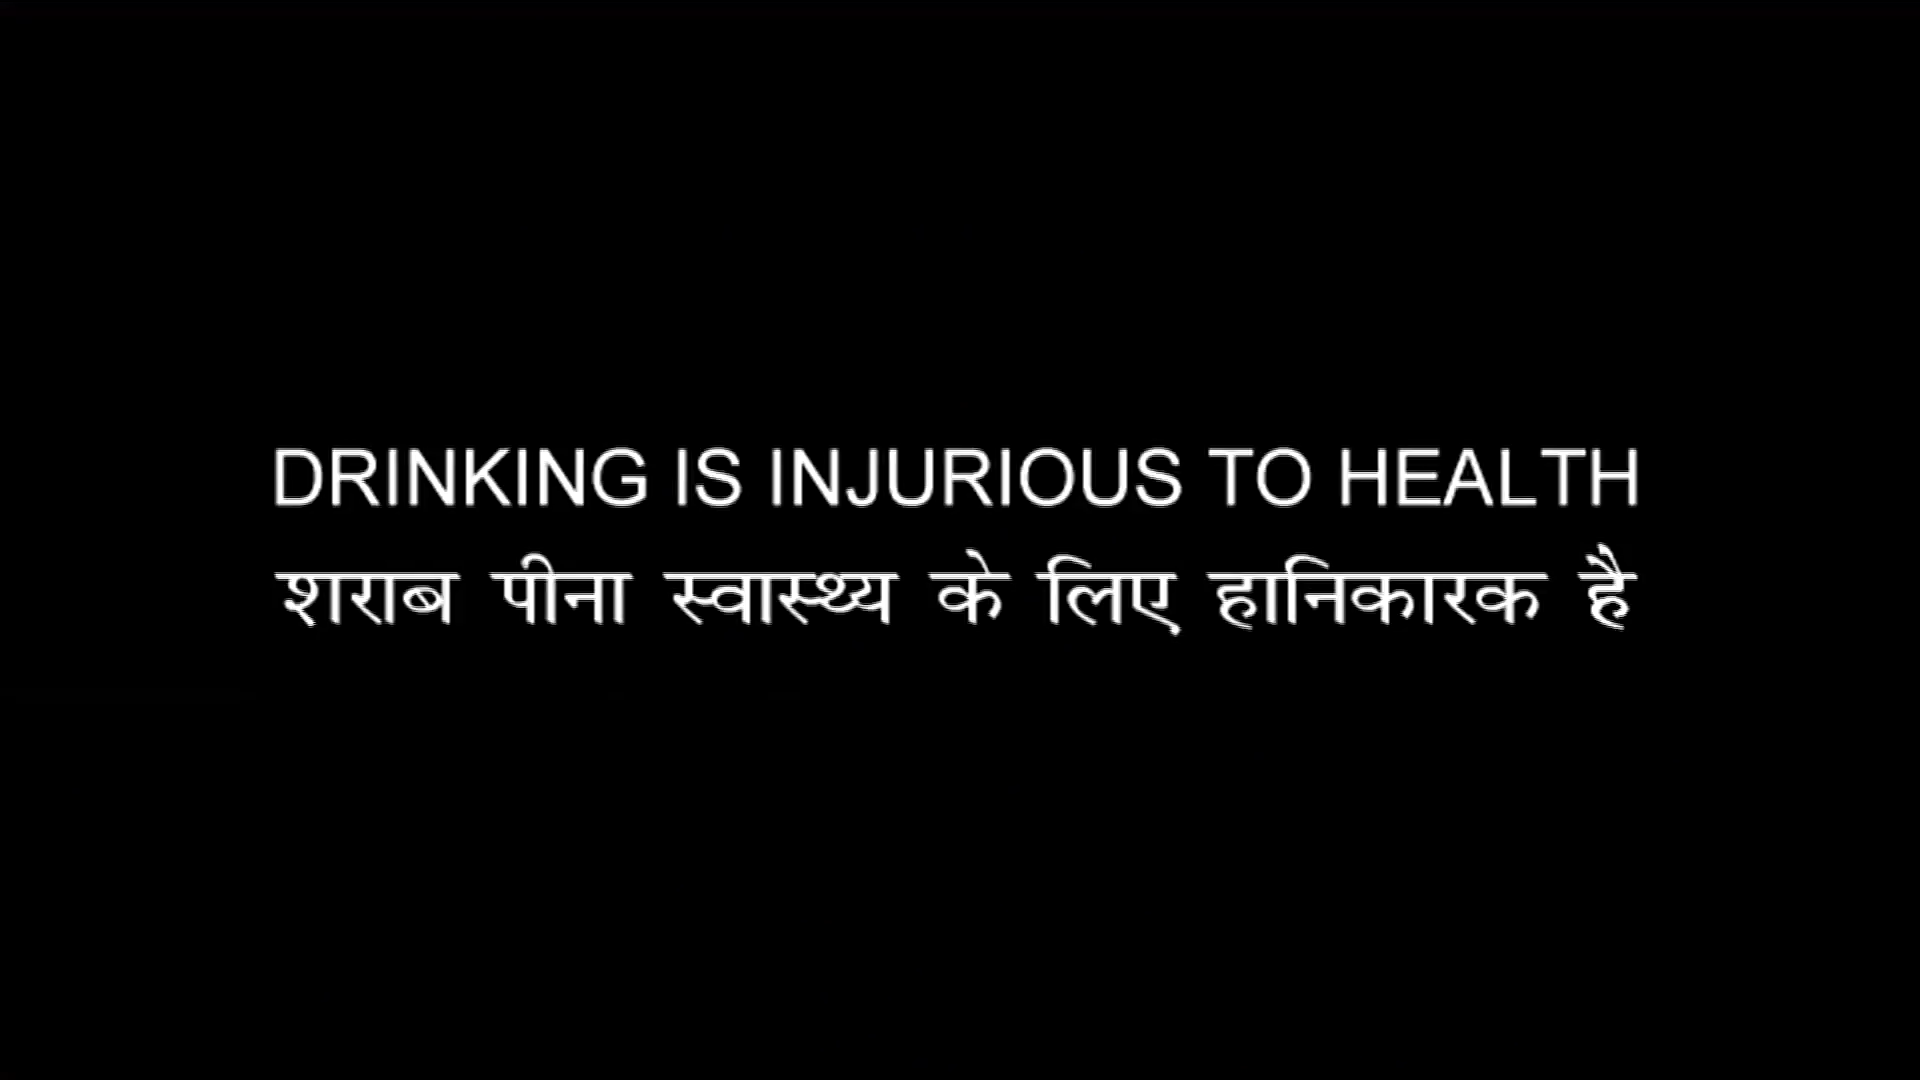 DRINKING IS INJURIOUS TO HEALTH
शराब पीना स्वास्थ्य के लिए हानिकारक है